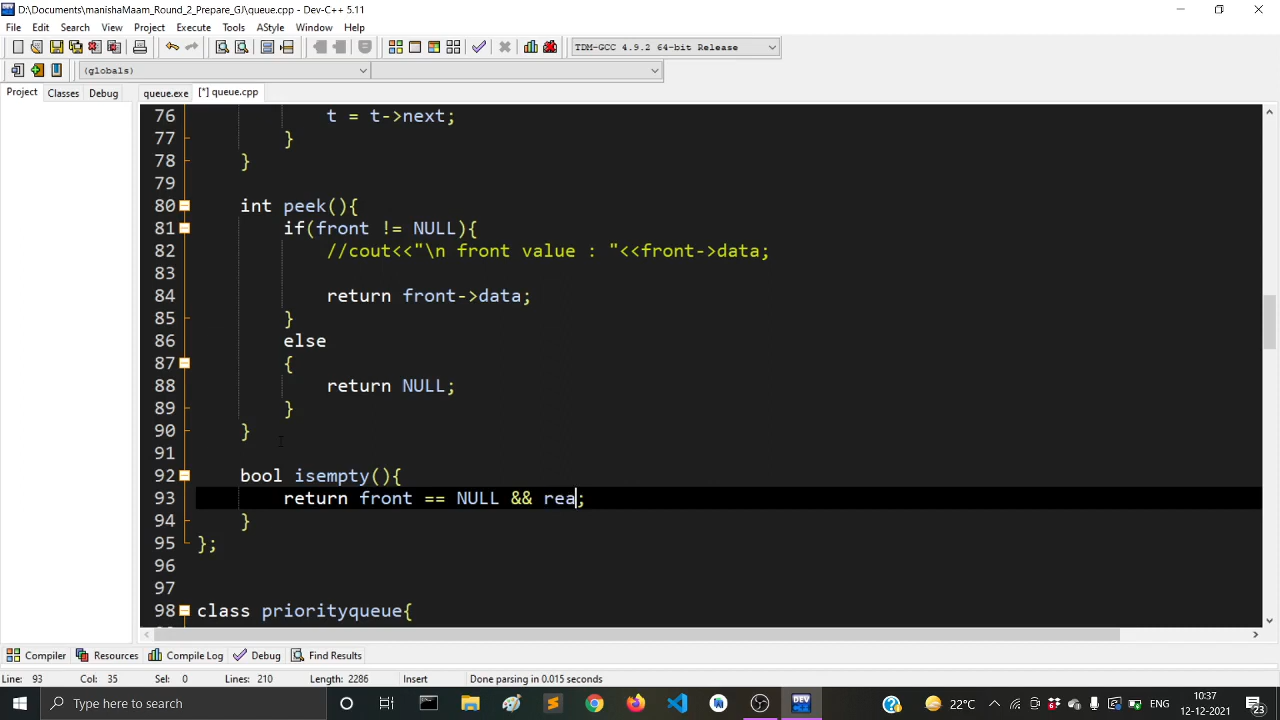 D:\Documents\manishaMaam_Round_2_Prepare_GJ\queue.cpp - Dev-C++ 5.11
File Edit Search View Project Execute Tools AStyle Window Help
TDM-GCC 4.9.2 64-bit Release
(globals)
Project Classes Debug queue.exe [*] queue.cpp
76 t = t->next;
77 }
78 }
79
80 int peek(){
81 if(front != NULL){
82 //cout<<"\n front value : "<<front->data;
83
84 return front->data;
85 }
86 else
87 {
88 return NULL;
89 }
90 }
91
92 bool isempty(){
93 return front == NULL && rea;
94 }
95 };
96
97
98 class priorityqueue{
Compiler Resources Compile Log Debug Find Results
Line: 93 Col: 35 Sel: 0 Lines: 210 Length: 2286 Insert Done parsing in 0.015 seconds
Type here to search
22°C ENG 10:37
12-12-2021 23